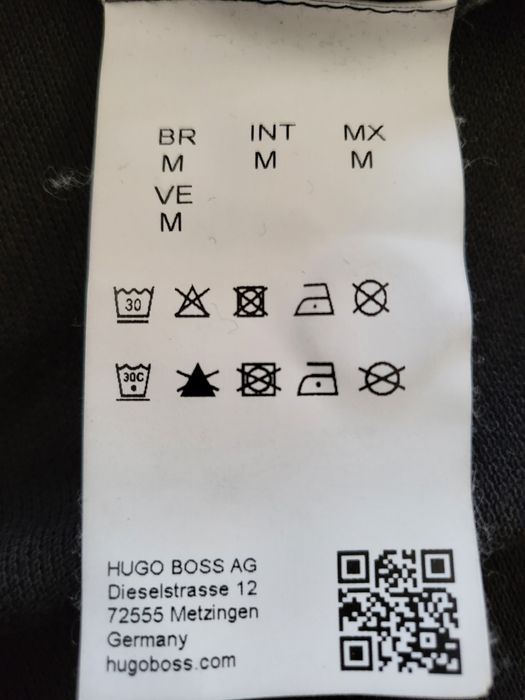 BR INT MX
M M M
VE
M
30
30C
HUGO BOSS AG
Dieselstrasse 12
72555 Metzingen
Germany
hugoboss.com